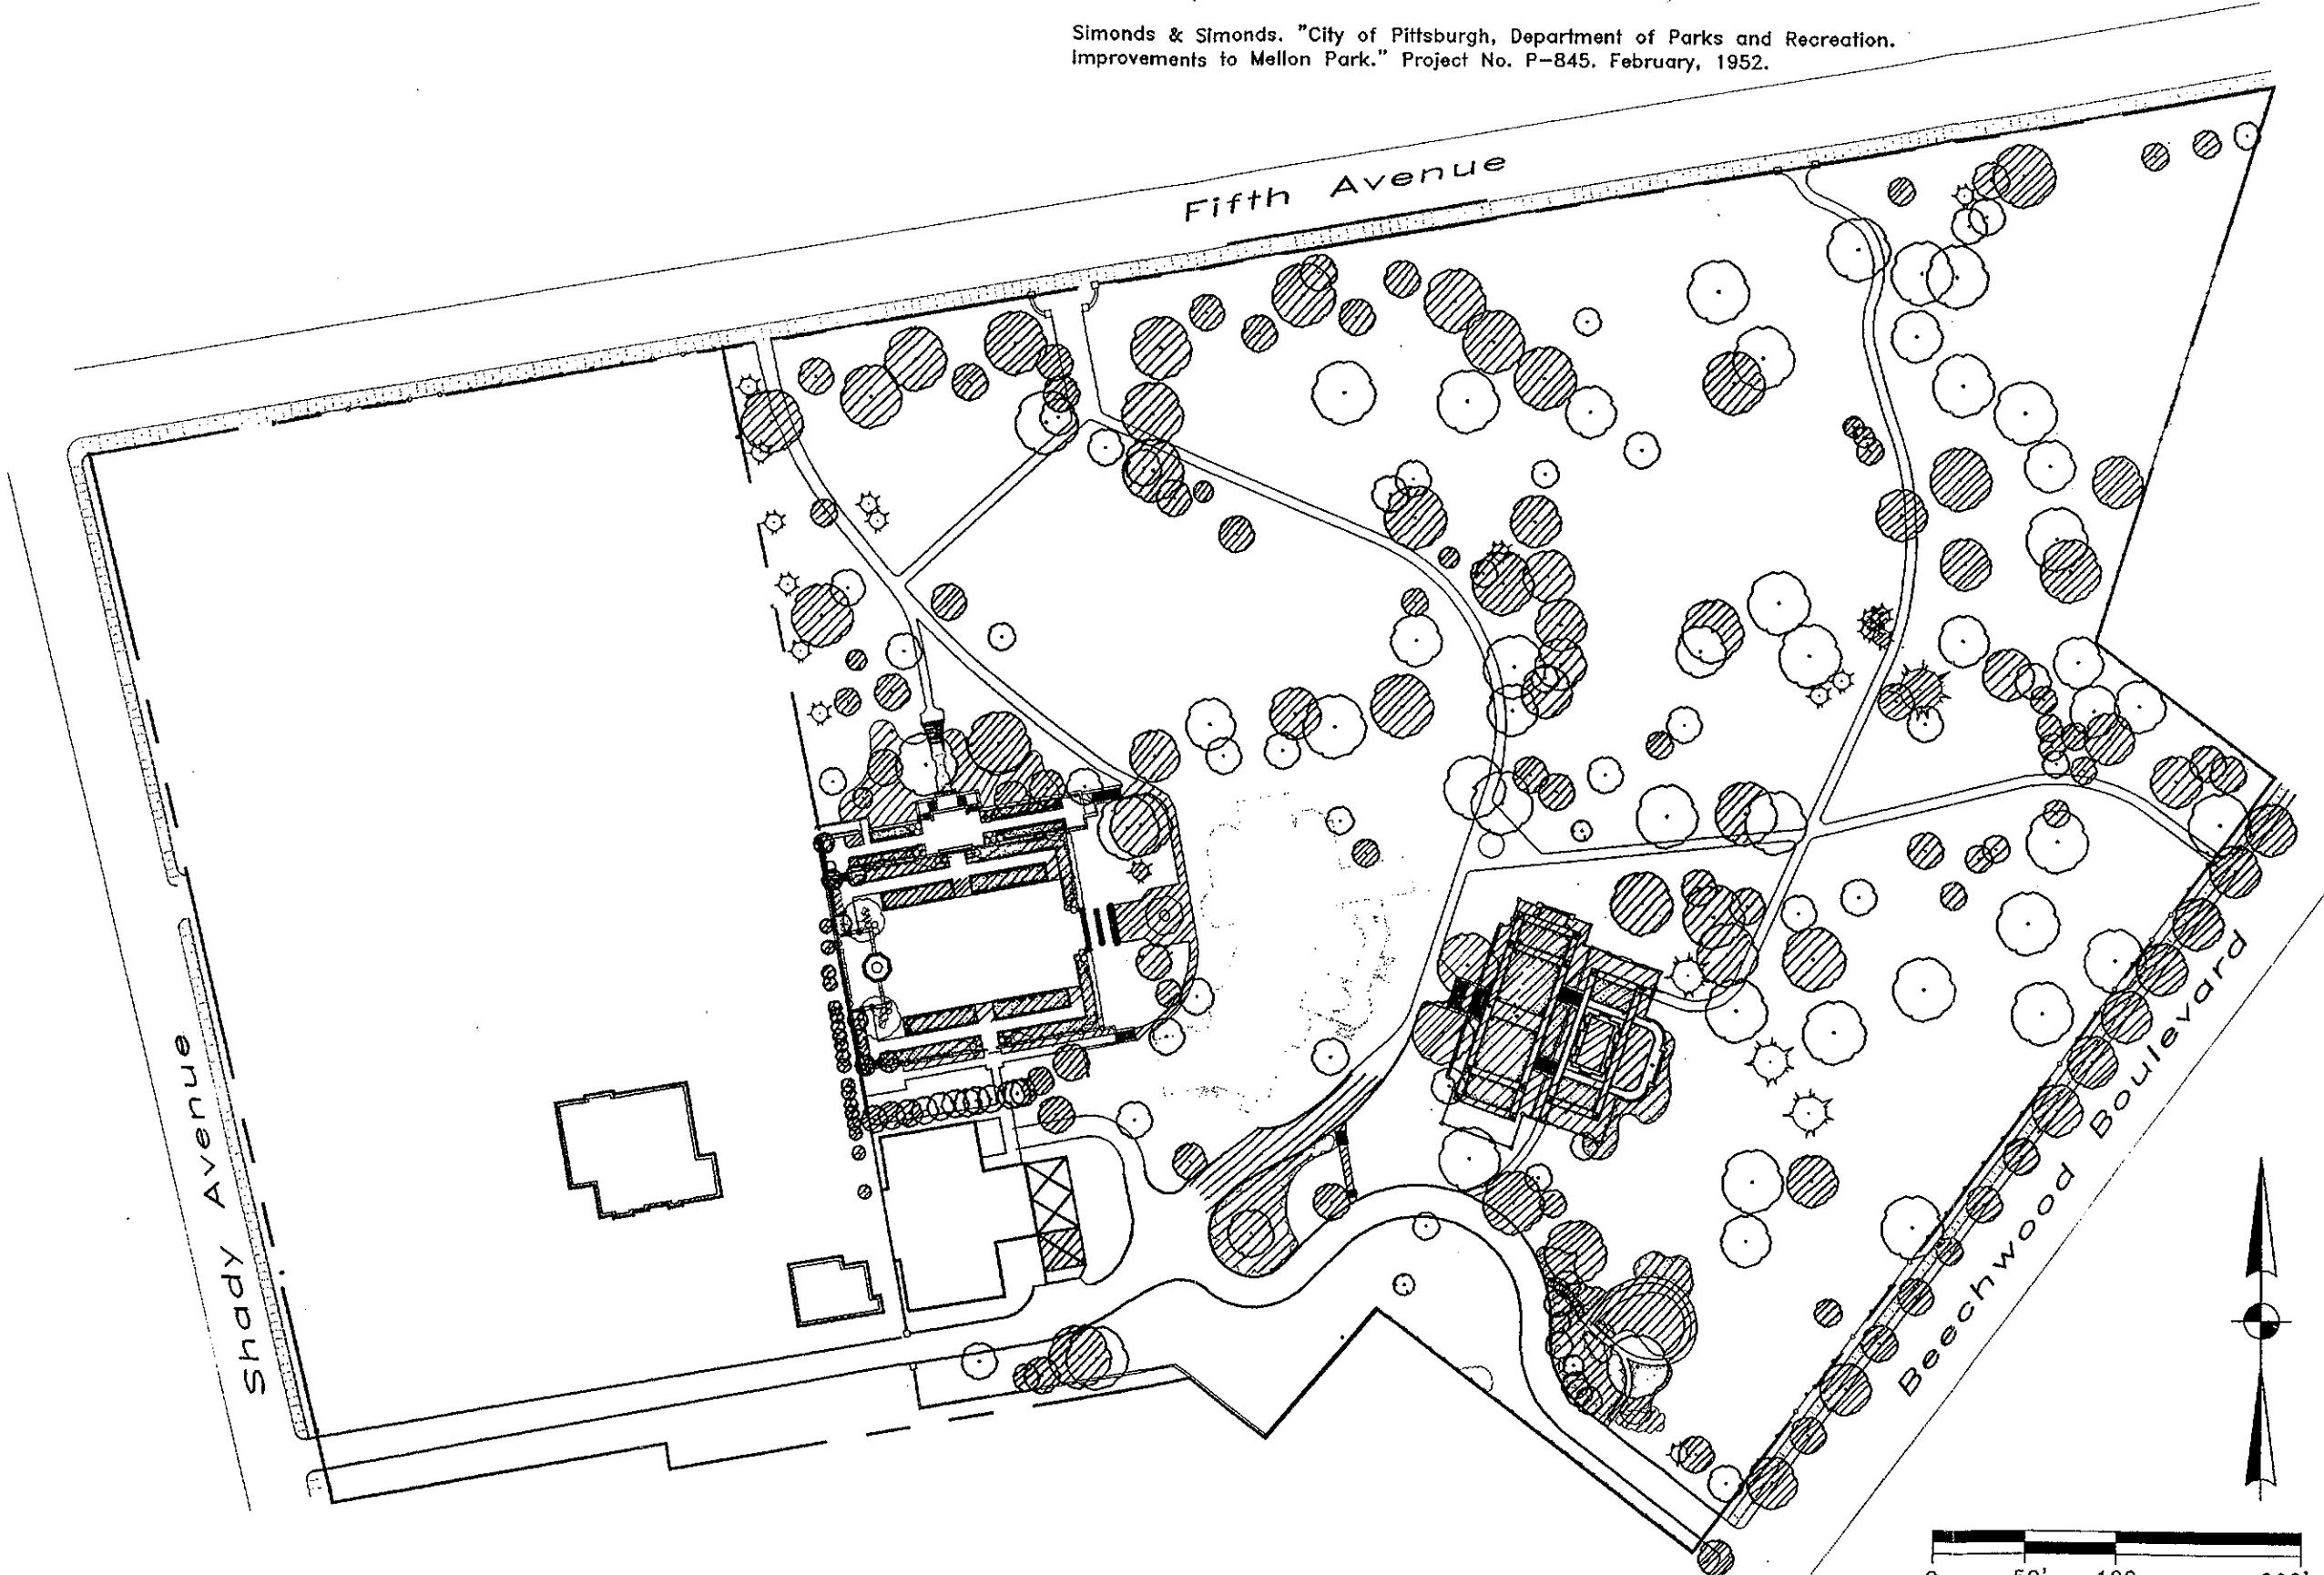 Simonds & Simonds. "City of Pittsburgh, Department of Parks and Recreation.
Improvements to Mellon Park." Project No. P-845. February, 1952.
Fifth Avenue
Shady Avenue
Beechwood Boulevard